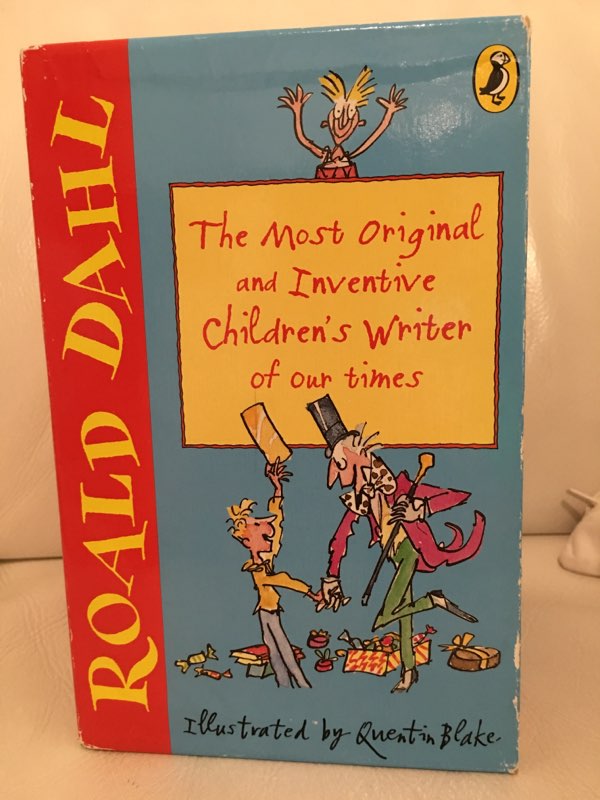 ROALD DAHL
The Most Original
and Inventive
Children's Writer
of our times
Illustrated by Quentin Blake